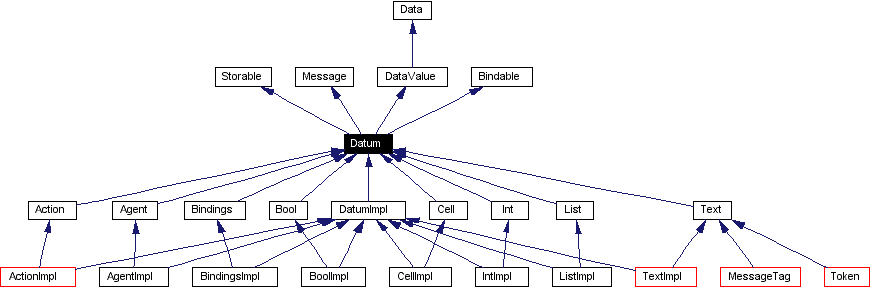 Data
Storable Message DataValue Bindable
Datum
Action Agent Bindings Bool DatumImpl Cell Int List Text
ActionImpl AgentImpl BindingsImpl BoolImpl CellImpl IntImpl ListImpl TextImpl MessageTag Token